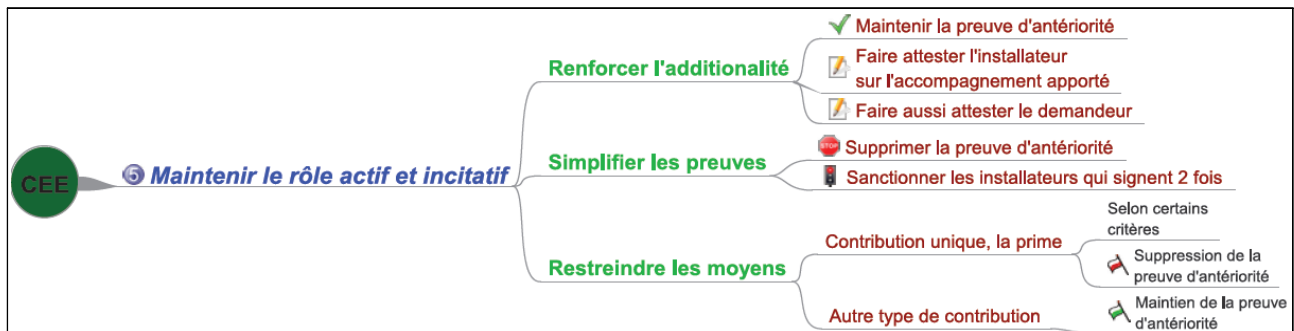 CEE
5 Maintenir le rôle actif et incitatif
Renforcer l'additionalité
Maintenir la preuve d'antériorité
Faire attester l'installateur
sur l'accompagnement apporté
Faire aussi attester le demandeur
Simplifier les preuves
STOP
Supprimer la preuve d'antériorité
Sanctionner les installateurs qui signent 2 fois
Restreindre les moyens
Contribution unique, la prime
Selon certains
critères
Suppression de la
preuve d'antériorité
Autre type de contribution
Maintien de la preuve
d'antériorité